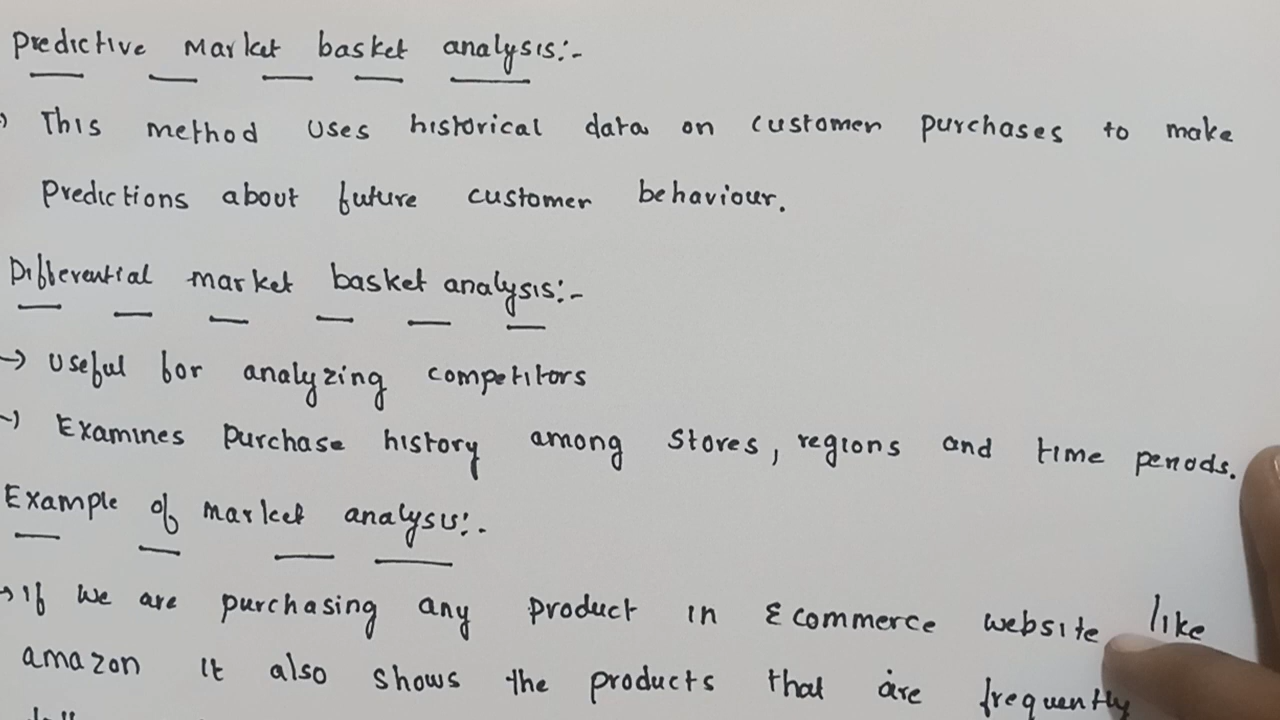 Predictive Market basket analysis:-
This method uses historical data on customer purchases to make
predictions about future customer behaviour.
Differential market basket analysis:-
→ Useful for analyzing competitors
→ Examines purchase history among stores, regions and time periods.
Example of market analysis:-
→ If we are purchasing any product in Ecommerce website like
amazon it also shows the products that are frequently